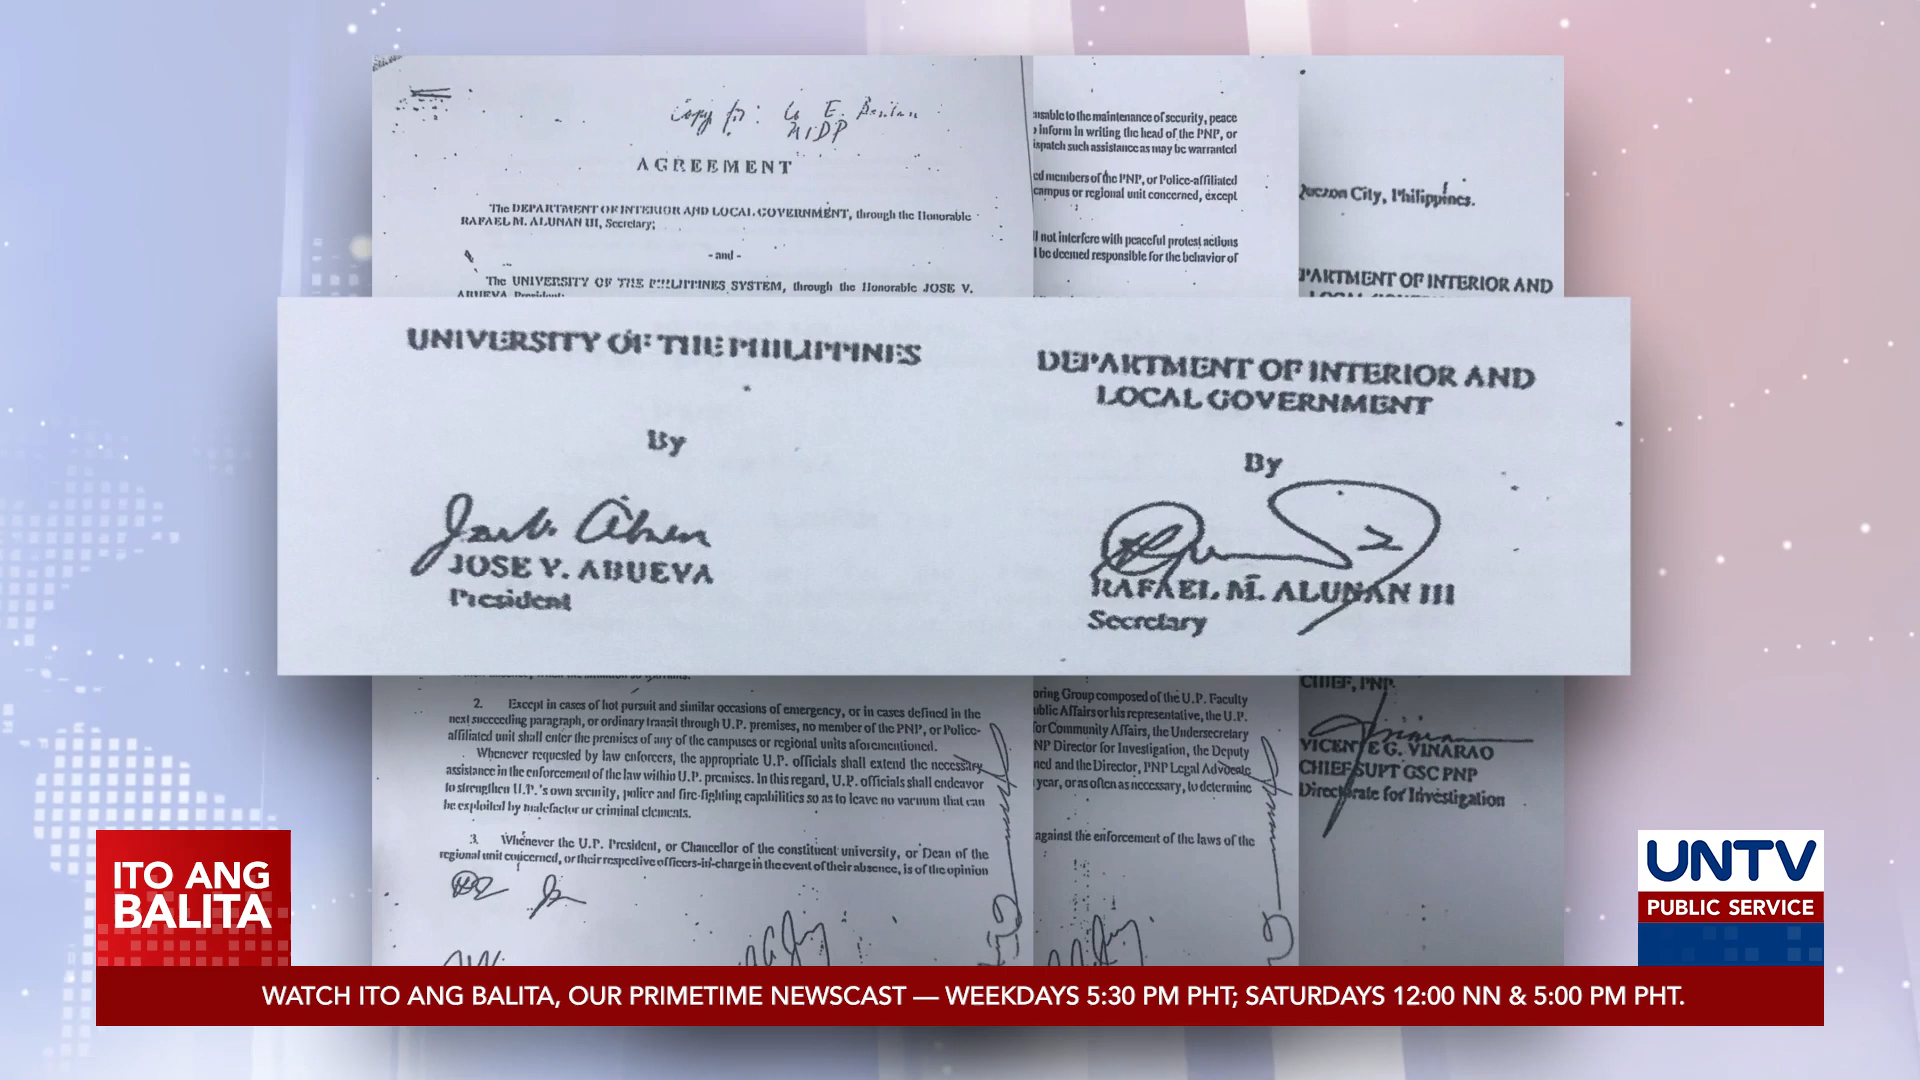 Copy for:
AGREEMENT
The DEPARTMENT OF INTERIOR AND LOCAL GOVERNMENT, through the Honorable
RAFAEL M. ALUNAN III, Secretary;
- and -
The UNIVERSITY OF THE PHILIPPINES SYSTEM, through the Honorable JOSE V.
ABUEVA, President;
to the maintenance of security, peace
inform in writing the head of the PNP, or
such assistance as may be warranted
members of the PNP, or Police-affiliated
campus or regional unit concerned, except
not interfere with peaceful protest actions
be deemed responsible for the behavior of
Quezon City, Philippines.
DEPARTMENT OF INTERIOR AND
UNIVERSITY OF THE PHILIPPINES
By
JOSE V. ABUEVA
President
DEPARTMENT OF INTERIOR AND
LOCAL GOVERNMENT
By
RAFAEL M. ALUNAN III
Secretary
2. Except in cases of hot pursuit and similar occasions of emergency, or in cases defined in the
next succeeding paragraph, or ordinary transit through U.P. premises, no member of the PNP, or Police-
affiliated unit shall enter the premises of any of the campuses or regional units aforementioned.
Whenever requested by law enforcers, the appropriate U.P. officials shall extend the necessary
assistance in the enforcement of the law within U.P. premises. In this regard, U.P. officials shall endeavor
to strengthen U.P.'s own security, police and fire-fighting capabilities so as to leave no vacuum that can
be exploited by malefactor or criminal elements.
3. Whenever the U.P. President, or Chancellor of the constituent university, or Dean of the
regional unit concerned, or their respective officers-in-charge in the event of their absence, is of the opinion
oring Group composed of the U.P. Faculty
ublic Affairs or his representative, the U.P.
for Community Affairs, the Undersecretary
NP Director for Investigation, the Deputy
ned and the Director, PNP Legal Advocate
year, or as often as necessary, to determine
against the enforcement of the laws of the
CHIEF, PNP
VICENTE G. VINARAO
CHIEF SUPT GSC PNP
Directorate for Investigation
ITO ANG
BALITA
UNTV
PUBLIC SERVICE
WATCH ITO ANG BALITA, OUR PRIMETIME NEWSCAST — WEEKDAYS 5:30 PM PHT; SATURDAYS 12:00 NN & 5:00 PM PHT.